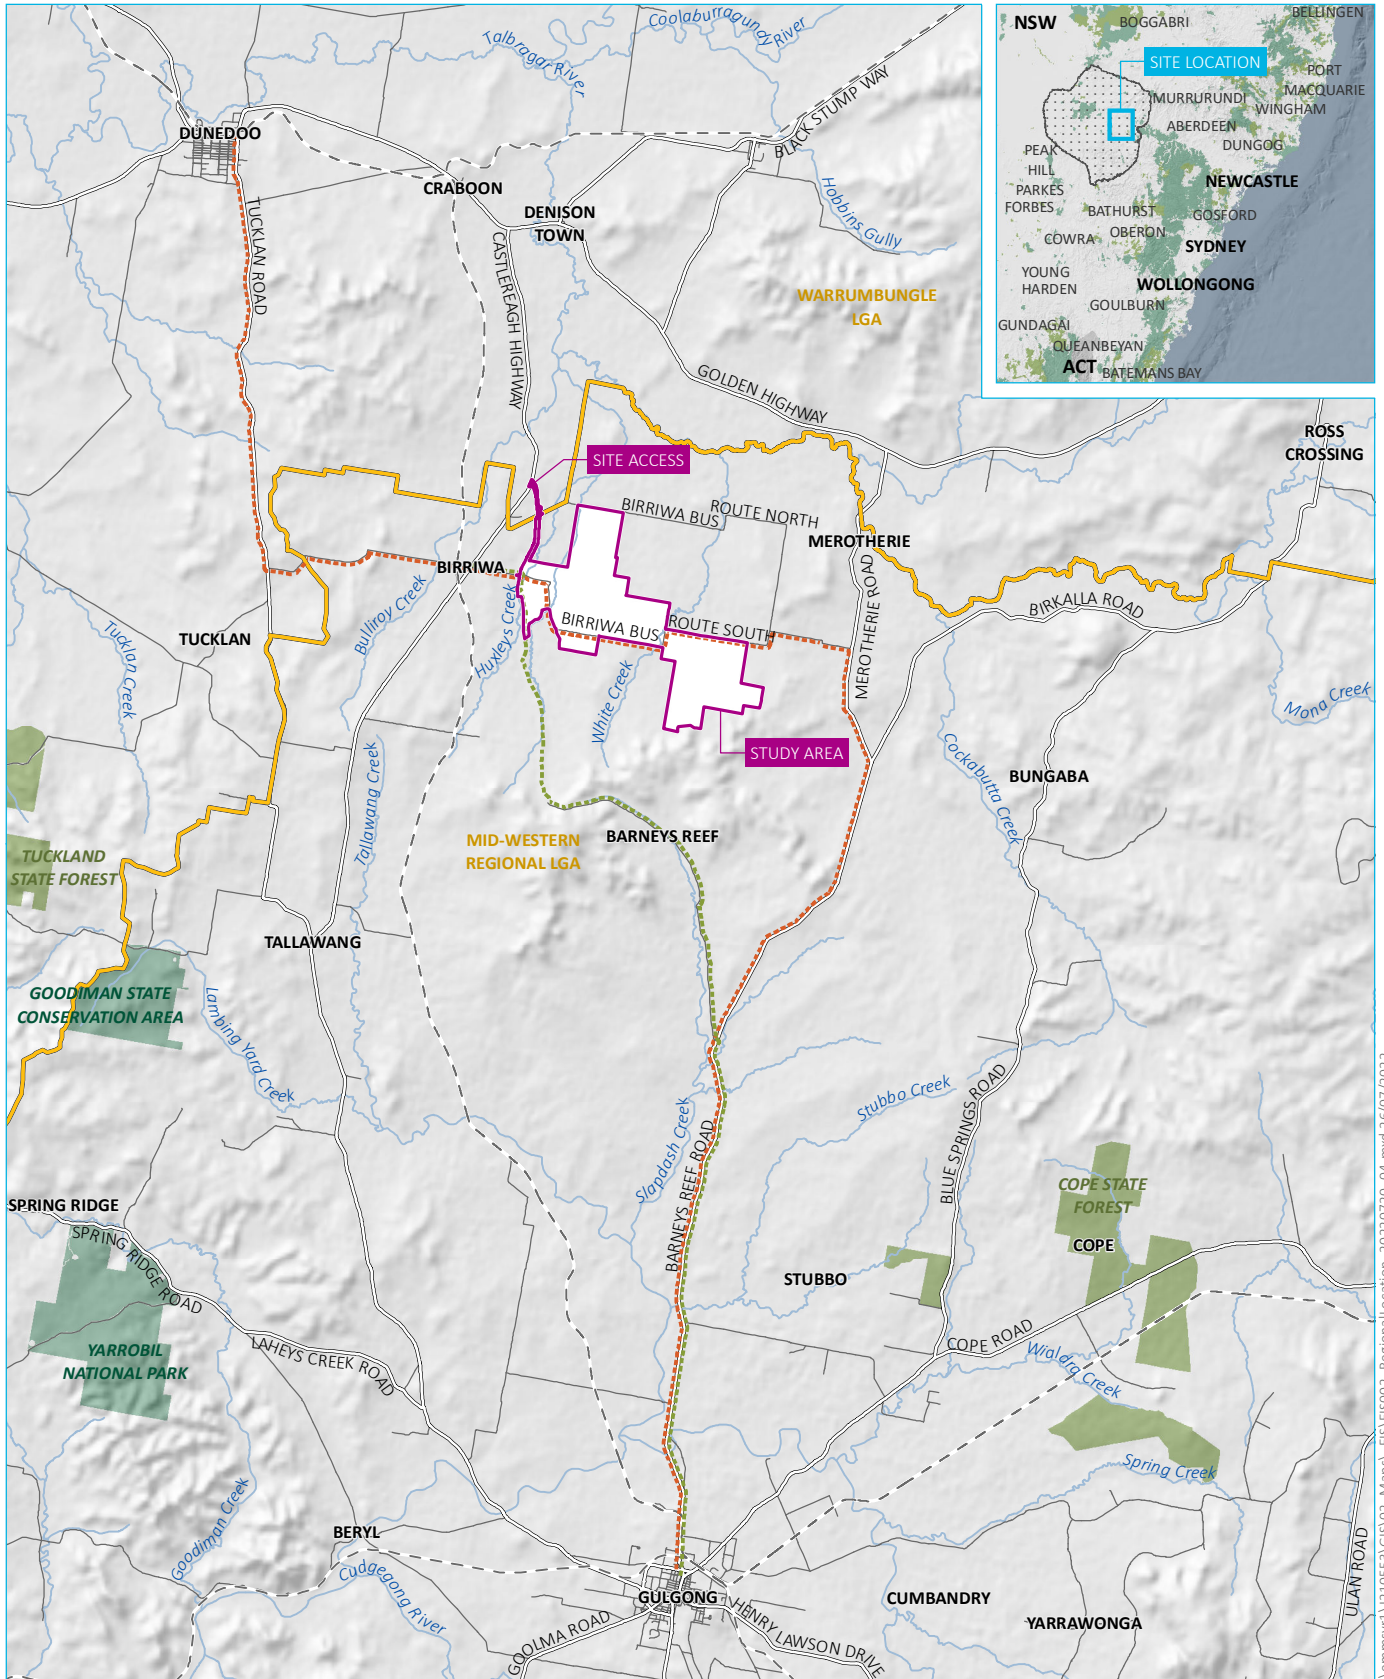 Coolaburragundy River
Talbragar River
BLACK STUMP WAY
DUNEDOO
CRABOON
DENISON
TOWN
Hobbins Gully
TUCKLAN ROAD
CASTLEREAGH HIGHWAY
WARRUMBUNGLE
LGA
GOLDEN HIGHWAY
NSW
BOGGABRI
BELLINGEN
SITE LOCATION
PORT
MACQUARIE
MURRURUNDI
WINGHAM
ABERDEEN
DUNGOG
PEAK
HILL
NEWCASTLE
PARKES
FORBES
BATHURST
GOSFORD
OBERON
COWRA
SYDNEY
YOUNG
HARDEN
WOLLONGONG
GOULBURN
GUNDAGAI
QUEANBEYAN
ACT
BATEMANS BAY
ROSS
CROSSING
SITE ACCESS
BIRRIWA BUS
ROUTE NORTH
MEROTHERIE
BIRRIWA
MEROTHERIE ROAD
BIRKALLA ROAD
Bulliroy Creek
Huxleys Creek
BIRRIWA BUS
ROUTE SOUTH
TUCKLAN
Tucklan Creek
White Creek
Mona Creek
STUDY AREA
Tallawang Creek
Cockabutta Creek
BUNGABA
BARNEYS REEF
MID-WESTERN
REGIONAL LGA
TUCKLAND
STATE FOREST
TALLAWANG
GOODIMAN STATE
CONSERVATION AREA
Lambing Yard Creek
Stubbo Creek
Slapdash Creek
BARNEYS REEF ROAD
BLUE SPRINGS ROAD
COPE STATE
FOREST
SPRING RIDGE
SPRING RIDGE ROAD
COPE
STUBBO
YARROBIL
NATIONAL PARK
LAHEYS CREEK ROAD
COPE ROAD
Wialdra Creek
Spring Creek
Goodiman Creek
BERYL
Cudgegong River
GULGONG
GOOLMA ROAD
HENRY LAWSON DRIVE
CUMBANDRY
YARRAWONGA
ULAN ROAD